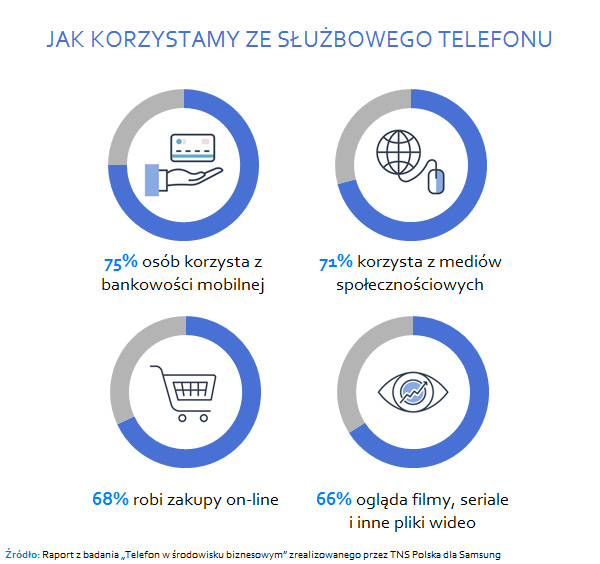 JAK KORZYSTAMY ZE SŁUŻBOWEGO TELEFONU
75% osób korzysta z
bankowości mobilnej
71% korzysta z mediów
społecznościowych
68% robi zakupy on-line
66% ogląda filmy, seriale
i inne pliki wideo
Źródło: Raport z badania „Telefon w środowisku biznesowym” zrealizowanego przez TNS Polska dla Samsung